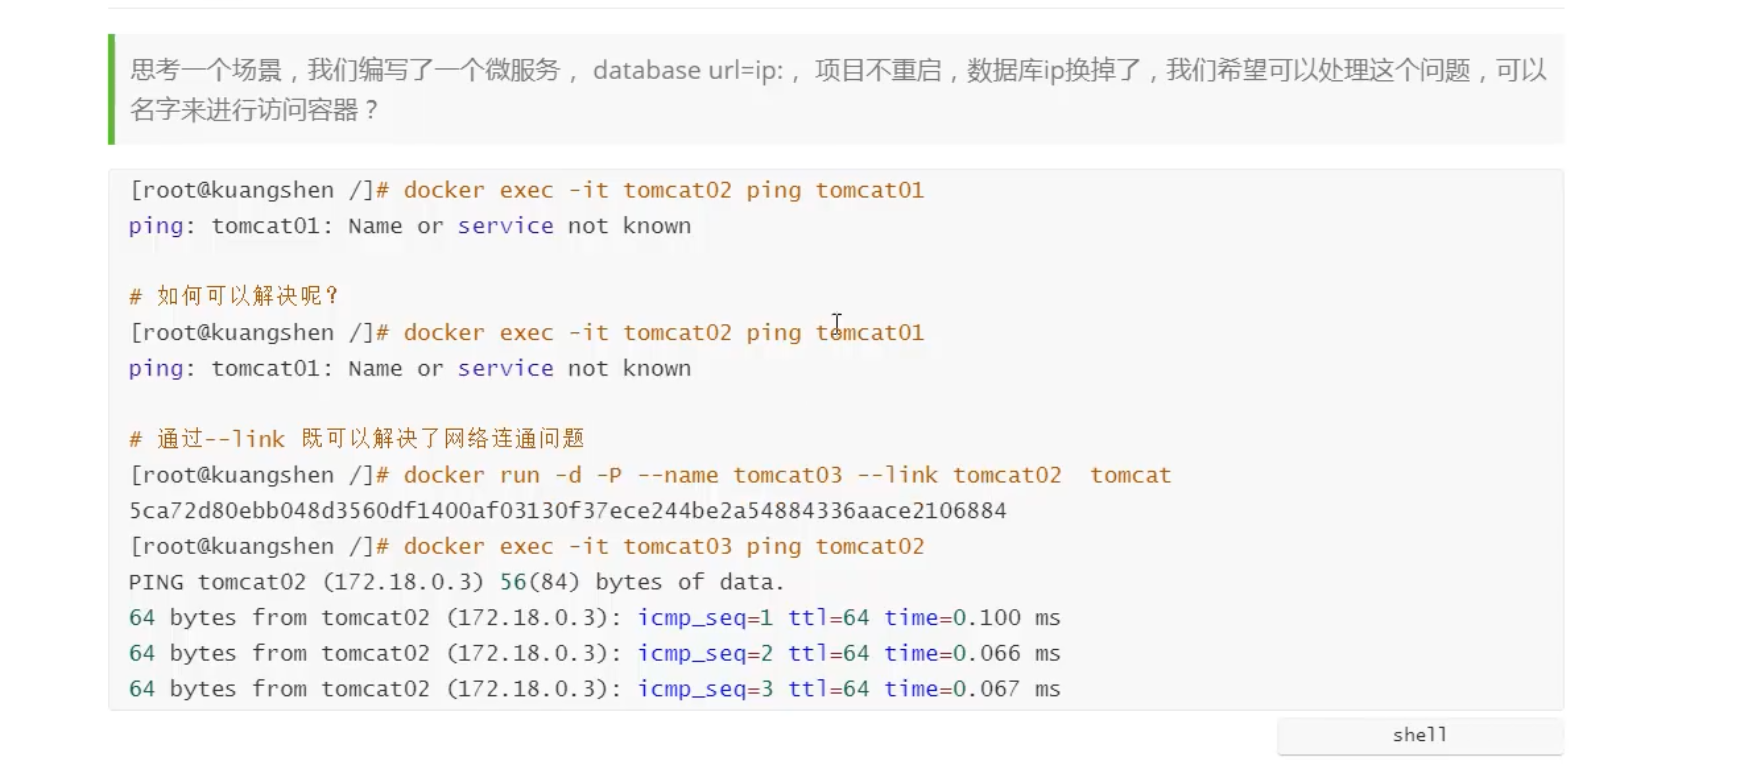 思考一个场景，我们编写了一个微服务， database url=ip:， 项目不重启，数据库ip换掉了，我们希望可以处理这个问题，可以
名字来进行访问容器？
[root@kuangshen /]# docker exec -it tomcat02 ping tomcat01
ping: tomcat01: Name or service not known
# 如何可以解决呢？
[root@kuangshen /]# docker exec -it tomcat02 ping tomcat01
ping: tomcat01: Name or service not known
# 通过--link 既可以解决了网络连通问题
[root@kuangshen /]# docker run -d -P --name tomcat03 --link tomcat02  tomcat
5ca72d80ebb048d3560df1400af03130f37ece244be2a54884336aace2106884
[root@kuangshen /]# docker exec -it tomcat03 ping tomcat02
PING tomcat02 (172.18.0.3) 56(84) bytes of data.
64 bytes from tomcat02 (172.18.0.3): icmp_seq=1 ttl=64 time=0.100 ms
64 bytes from tomcat02 (172.18.0.3): icmp_seq=2 ttl=64 time=0.066 ms
64 bytes from tomcat02 (172.18.0.3): icmp_seq=3 ttl=64 time=0.067 ms
shell